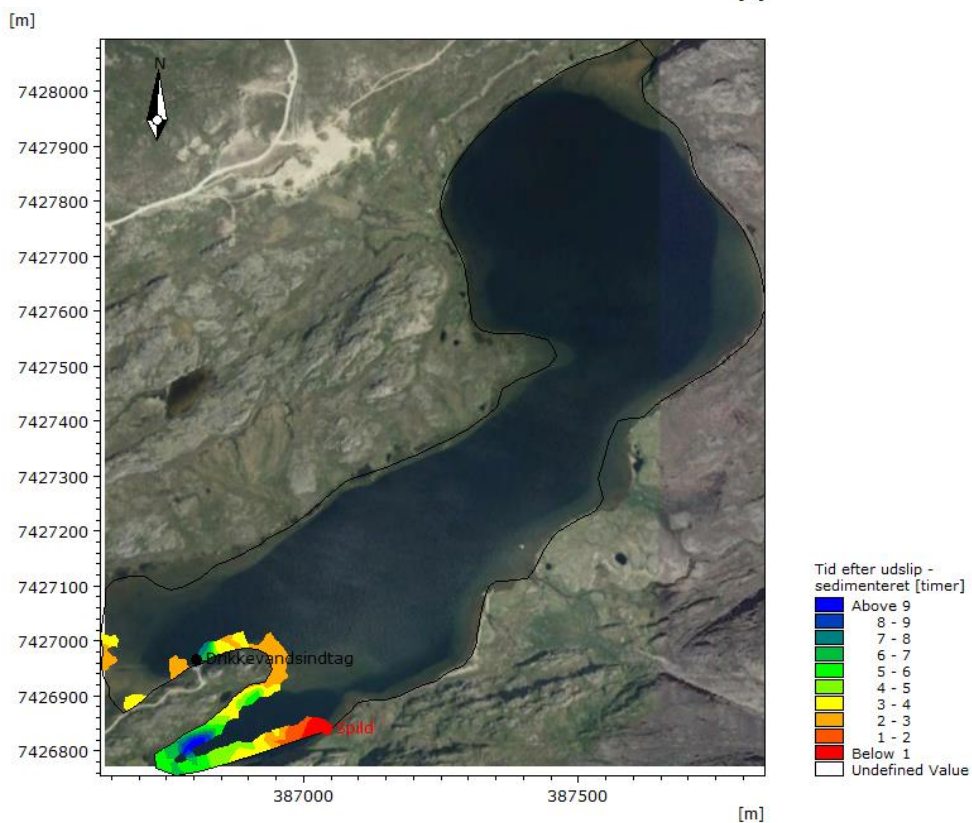 [m]
N
7428000
7427900
7427800
7427700
7427600
7427500
7427400
7427300
7427200
7427100
7427000
7426900
7426800
Drikkevandsindtag
Spild
387000
387500
[m]
Tid efter udslip -
sedimenteret [timer]
Above 9
8 - 9
7 - 8
6 - 7
5 - 6
4 - 5
3 - 4
2 - 3
1 - 2
Below 1
Undefined Value